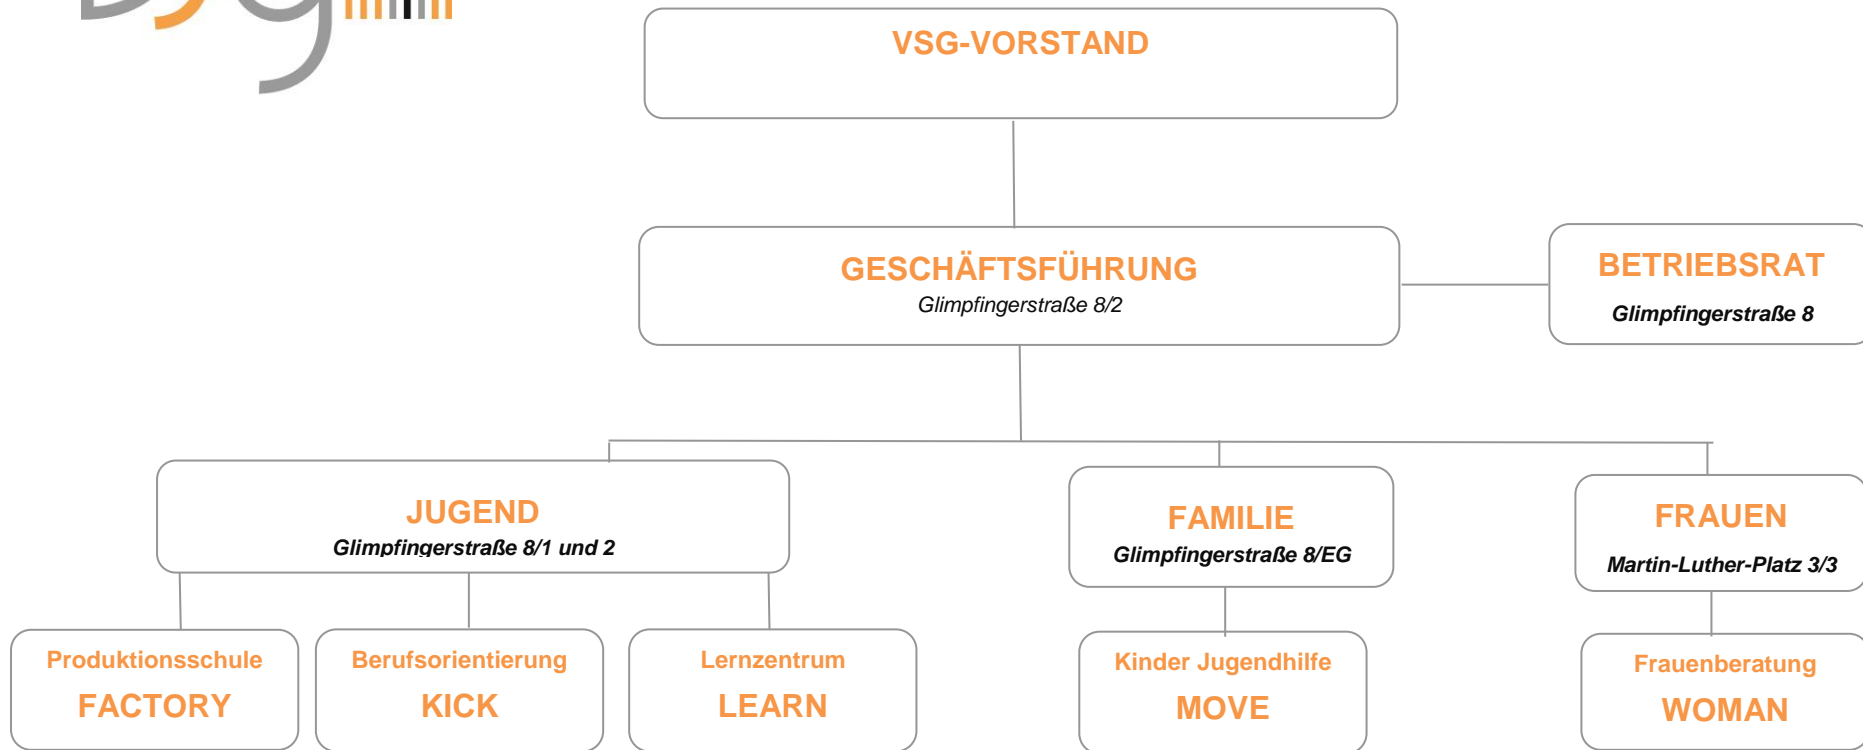 VSG-VORSTAND
GESCHÄFTSFÜHRUNG
Glimpfingerstraße 8/2
BETRIEBSRAT
Glimpfingerstraße 8
JUGEND
Glimpfingerstraße 8/1 und 2
FAMILIE
Glimpfingerstraße 8/EG
FRAUEN
Martin-Luther-Platz 3/3
Produktionsschule
FACTORY
Berufsorientierung
KICK
Lernzentrum
LEARN
Kinder Jugendhilfe
MOVE
Frauenberatung
WOMAN